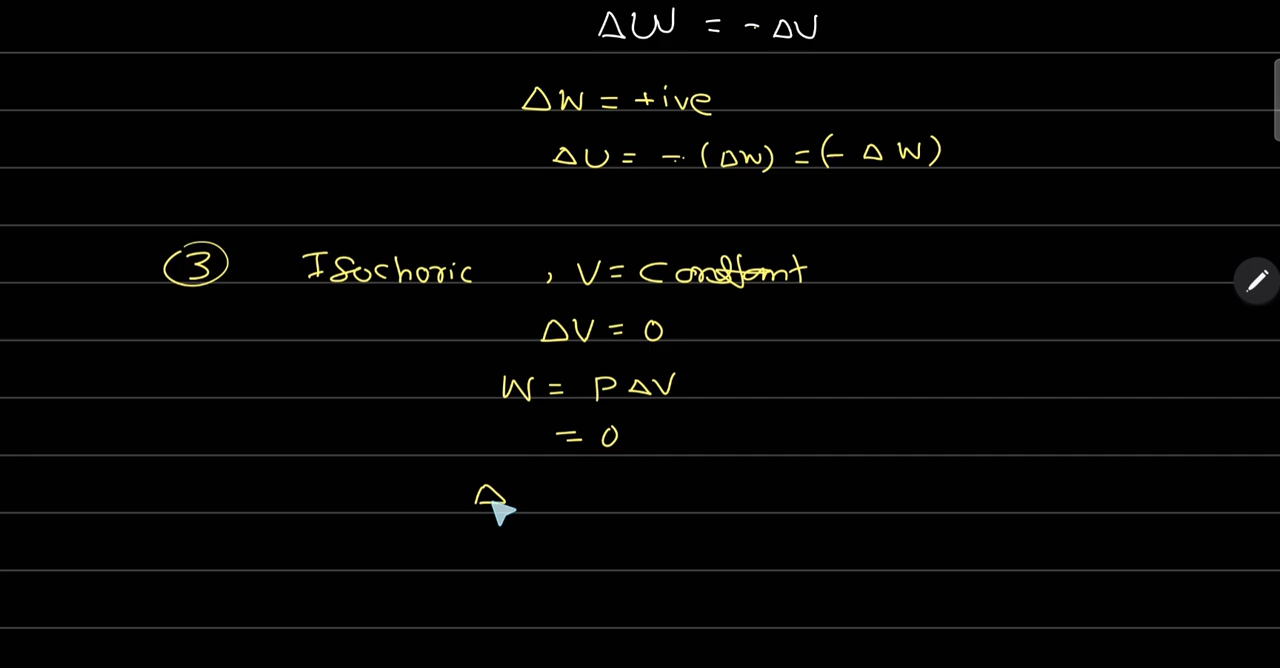 ΔW = - ΔU
ΔW = +ive
ΔU = - (ΔW) = (- ΔW)
③ Isochoric , V = Constant
ΔV = 0
W = PΔV
= 0
Δ